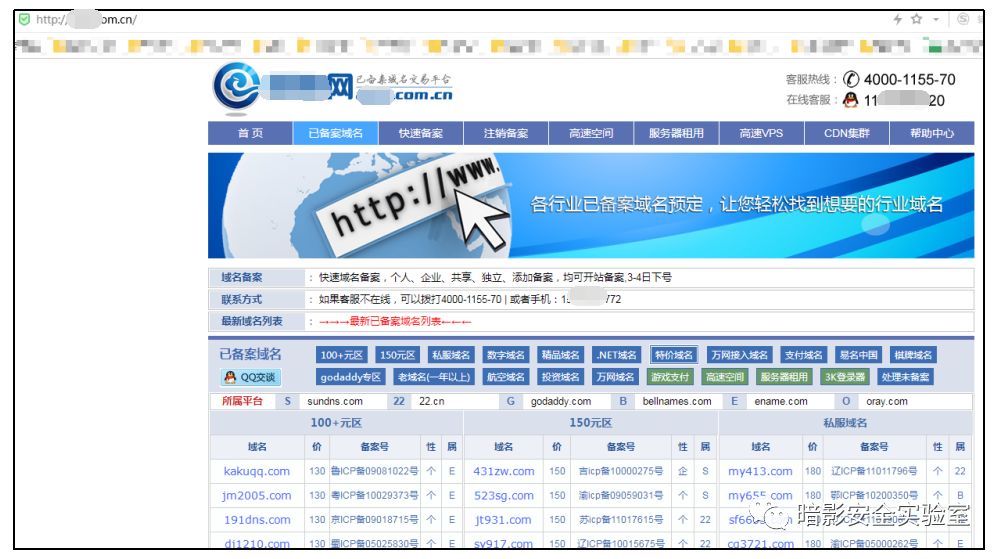 http:// om.cn/
网 已备案域名交易平台
.com.cn
客服热线： 4000-1155-70
在线客服： 11 20
首 页 已备案域名 快速备案 注销备案 高速空间 服务器租用 高速VPS CDN集群 帮助中心
http://www.
各行业已备案域名预定，让您轻松找到想要的行业域名
域名备案 ： 快速域名备案，个人、企业、共享、独立、添加备案，均可开站备案,3-4日下号
联系方式 ： 如果客服不在线，可以拨打4000-1155-70 | 或者手机：1 772
最新域名列表 ： →→→最新已备案域名列表←←←
已备案域名 100+元区 150元区 私服域名 数字域名 精品域名 .NET域名 特价域名 万网接入域名 支付域名 易名中国 棋牌域名
QQ交谈 godaddy专区 老域名(一年以上) 航空域名 投资域名 万网域名 游戏支付 高速空间 服务器租用 3K登录器 处理未备案
所属平台 S sundns.com 22 22.cn G godaddy.com B bellnames.com E ename.com O oray.com
100+元区 150元区 私服域名
域名 价 备案号 性 属 域名 价 备案号 性 属 域名 价 备案号 性 属
kakuqq.com 130 鲁ICP备09081022号 个 E 431zw.com 150 吉icp备10000275号 企 S my413.com 180 辽ICP备11011796号 个 22
jm2005.com 130 粤ICP备10029373号 个 E 523sg.com 150 渝icp备09059031号 个 S my655.com 180 鄂ICP备10200350号 个 B
191dns.com 130 京ICP备09018715号 个 E jt931.com 150 苏icp备11017615号 个 22
暗影安全实验室
di1210.com 130 蜀ICP备05025830号 个 E sy917.com 150 辽ICP备10015675号 个 22 cq3721.com 180 渝ICP备05000262号 个 E